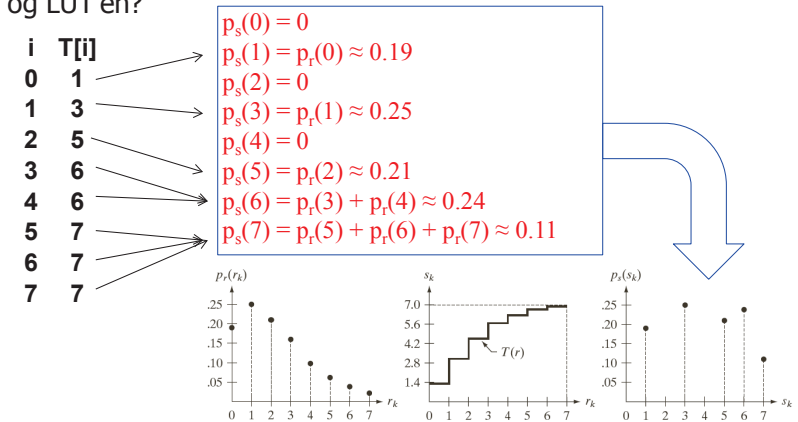 og LUT en?
i T[i]
0 1
1 3
2 5
3 6
4 6
5 7
6 7
7 7
pₛ(0) = 0
pₛ(1) = pᵣ(0) ≈ 0.19
pₛ(2) = 0
pₛ(3) = pᵣ(1) ≈ 0.25
pₛ(4) = 0
pₛ(5) = pᵣ(2) ≈ 0.21
pₛ(6) = pᵣ(3) + pᵣ(4) ≈ 0.24
pₛ(7) = pᵣ(5) + pᵣ(6) + pᵣ(7) ≈ 0.11
pᵣ(rₖ)
.25
.20
.15
.10
.05
0 1 2 3 4 5 6 7
rₖ
sₖ
7.0
5.6
4.2
2.8
1.4
T(r)
0 1 2 3 4 5 6 7
rₖ
pₛ(sₖ)
.25
.20
.15
.10
.05
0 1 2 3 4 5 6 7
sₖ